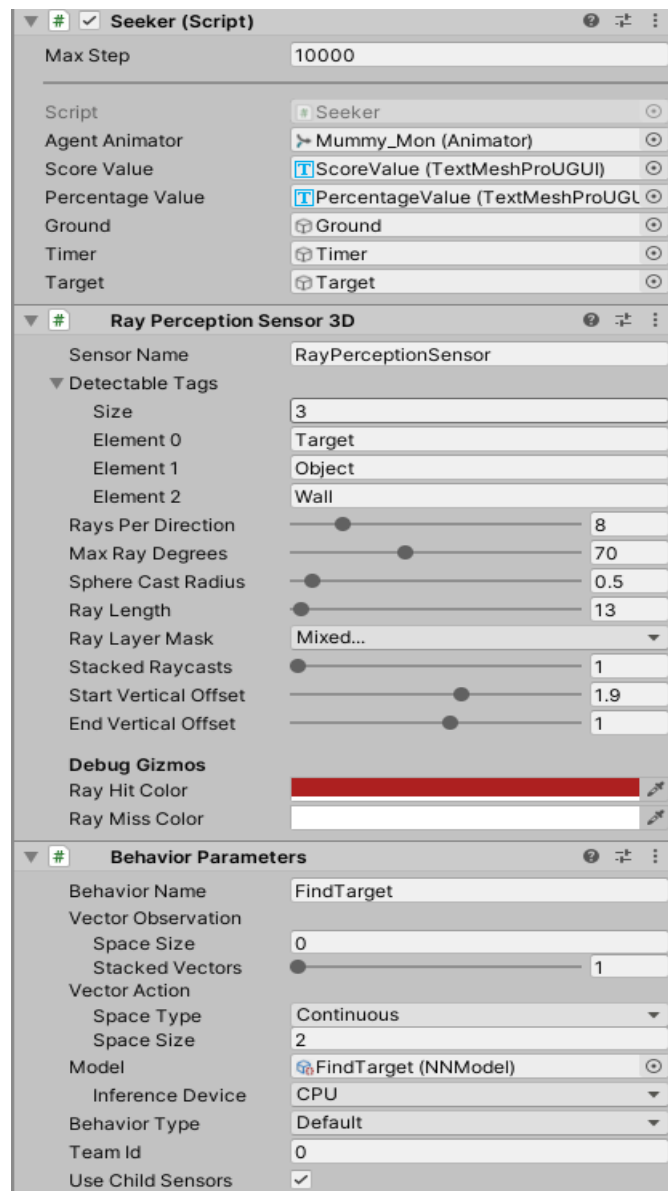 Seeker (Script)
Max Step 10000
Script Seeker
Agent Animator Mummy_Mon (Animator)
Score Value ScoreValue (TextMeshProUGUI)
Percentage Value PercentageValue (TextMeshProUGU
Ground Ground
Timer Timer
Target Target
Ray Perception Sensor 3D
Sensor Name RayPerceptionSensor
Detectable Tags
Size 3
Element 0 Target
Element 1 Object
Element 2 Wall
Rays Per Direction 8
Max Ray Degrees 70
Sphere Cast Radius 0.5
Ray Length 13
Ray Layer Mask Mixed...
Stacked Raycasts 1
Start Vertical Offset 1.9
End Vertical Offset 1
Debug Gizmos
Ray Hit Color
Ray Miss Color
Behavior Parameters
Behavior Name FindTarget
Vector Observation
Space Size 0
Stacked Vectors 1
Vector Action
Space Type Continuous
Space Size 2
Model FindTarget (NNModel)
Inference Device CPU
Behavior Type Default
Team Id 0
Use Child Sensors